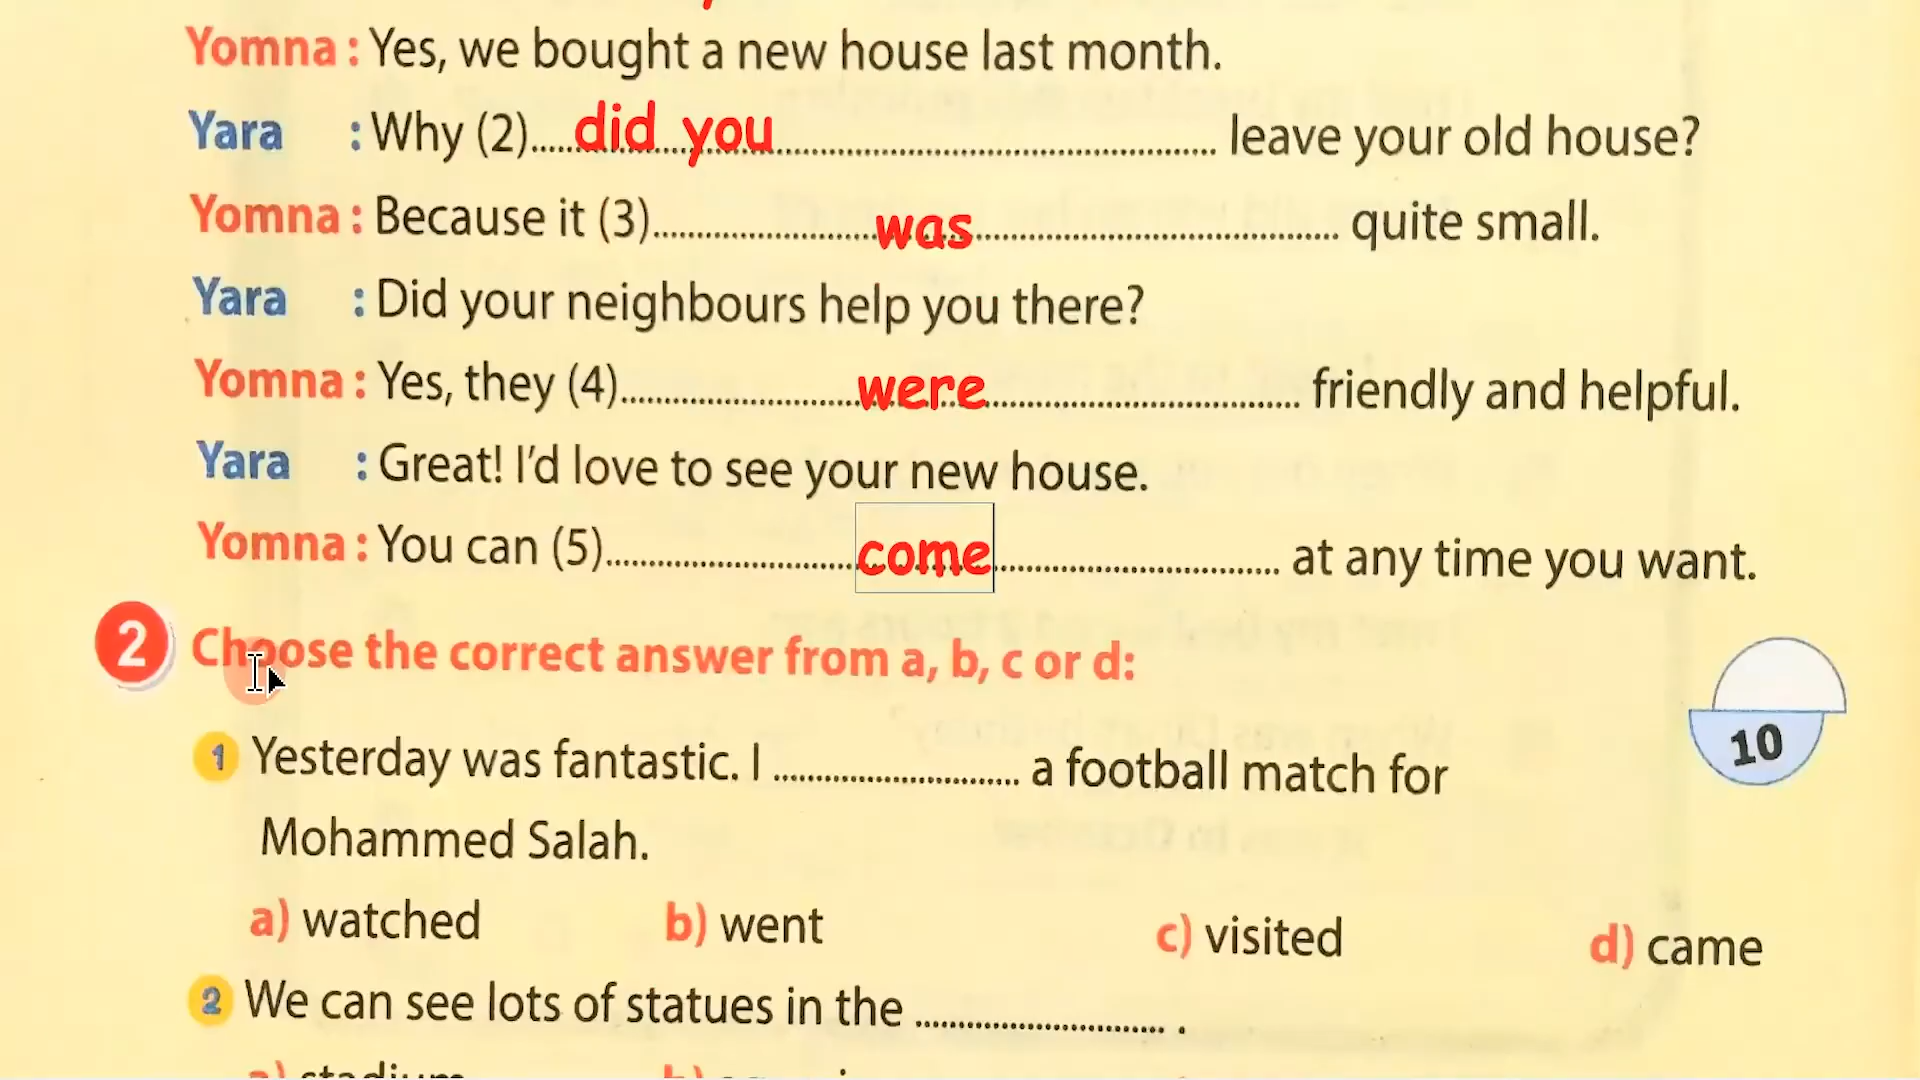 Yomna : Yes, we bought a new house last month.
Yara : Why (2).....did you.......... leave your old house?
Yomna : Because it (3)..........was.......... quite small.
Yara : Did your neighbours help you there?
Yomna : Yes, they (4)..........were.......... friendly and helpful.
Yara : Great! I'd love to see your new house.
Yomna : You can (5)..........come.......... at any time you want.
2 Choose the correct answer from a, b, c or d:
10
1 Yesterday was fantastic. I .......... a football match for
Mohammed Salah.
a) watched b) went c) visited d) came
2 We can see lots of statues in the .......... .
a) stadium b)